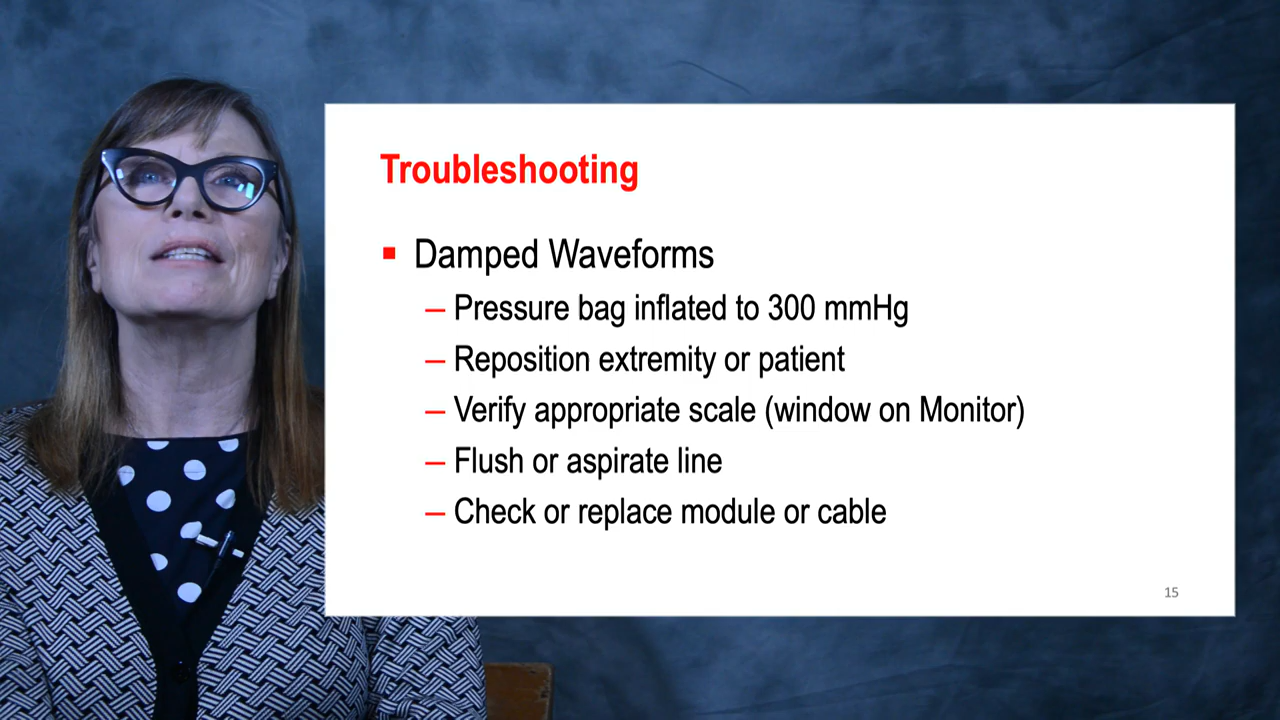 Troubleshooting
▪ Damped Waveforms
– Pressure bag inflated to 300 mmHg
– Reposition extremity or patient
– Verify appropriate scale (window on Monitor)
– Flush or aspirate line
– Check or replace module or cable
15